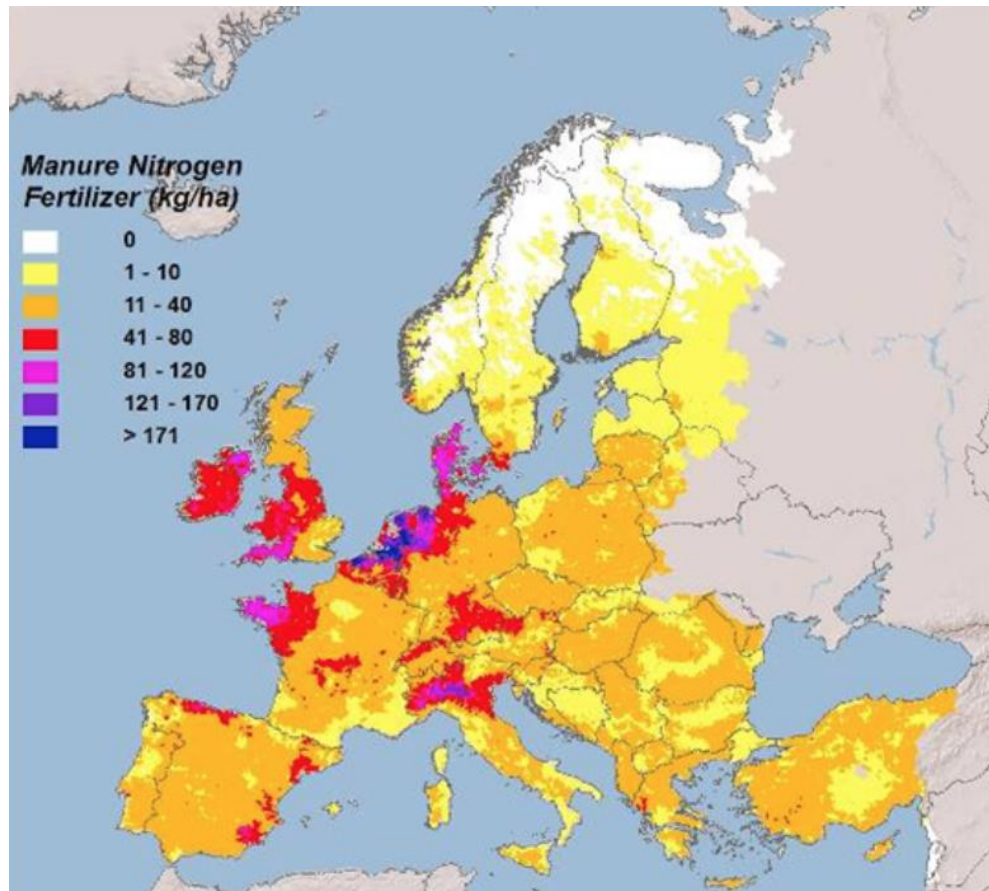 Manure Nitrogen
Fertilizer (kg/ha)
0
1 - 10
11 - 40
41 - 80
81 - 120
121 - 170
> 171